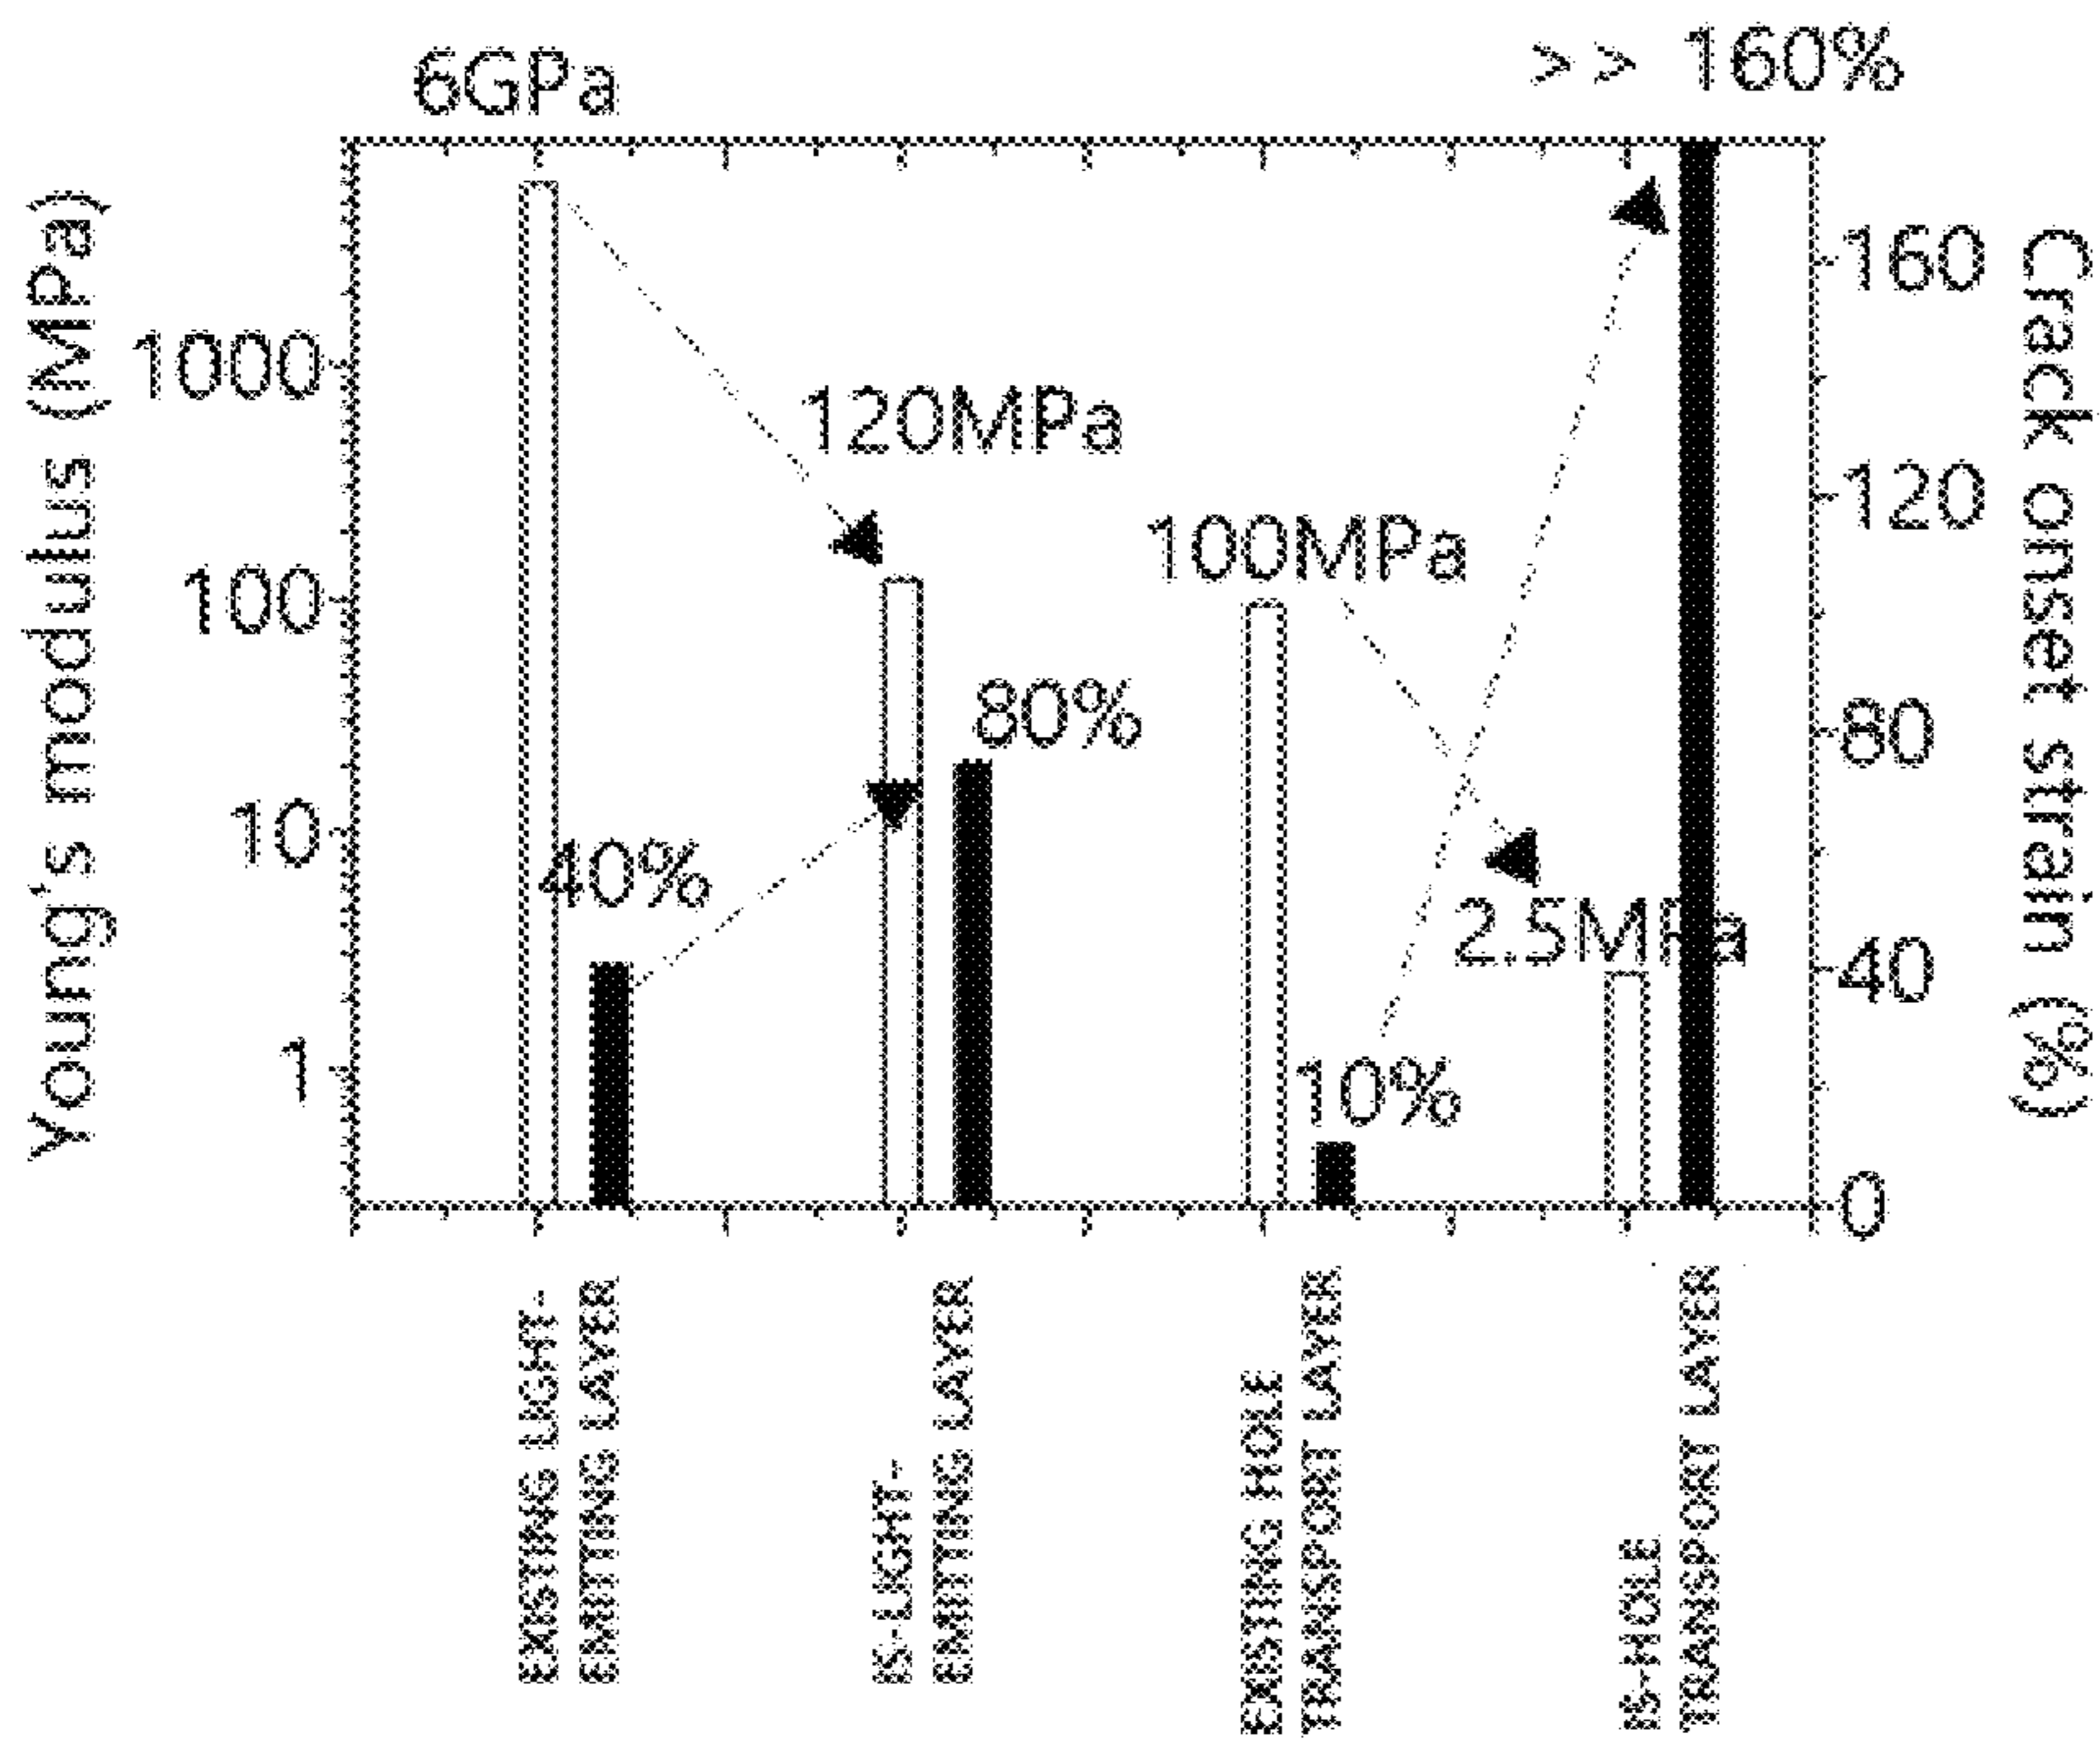 6GPa
>> 160%
Young's modulus (MPa)
1000
100
10
1
120MPa
100MPa
80%
40%
2.5MPa
10%
160
120
80
40
0
Crack onset strain (%)
EXISTING LIGHT-
EMITTING LAYER
IS-LIGHT-
EMITTING LAYER
EXISTING HOLE
TRANSPORT LAYER
IS-HOLE
TRANSPORT LAYER